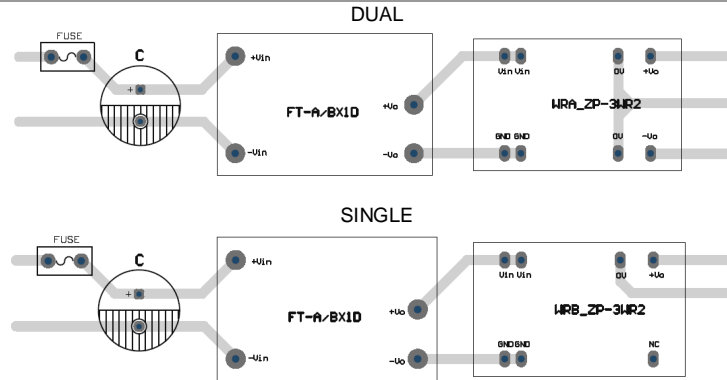 DUAL
FUSE
C
+
+Vin
-Vin
FT-A/BX1D
+Vo
-Vo
Vin Vin
0V
+Vo
WRA_ZP-3WR2
GND GND
0V
-Vo
SINGLE
FUSE
C
+
+Vin
-Vin
FT-A/BX1D
+Vo
-Vo
Vin Vin
0V
+Vo
WRB_ZP-3WR2
GND GND
NC